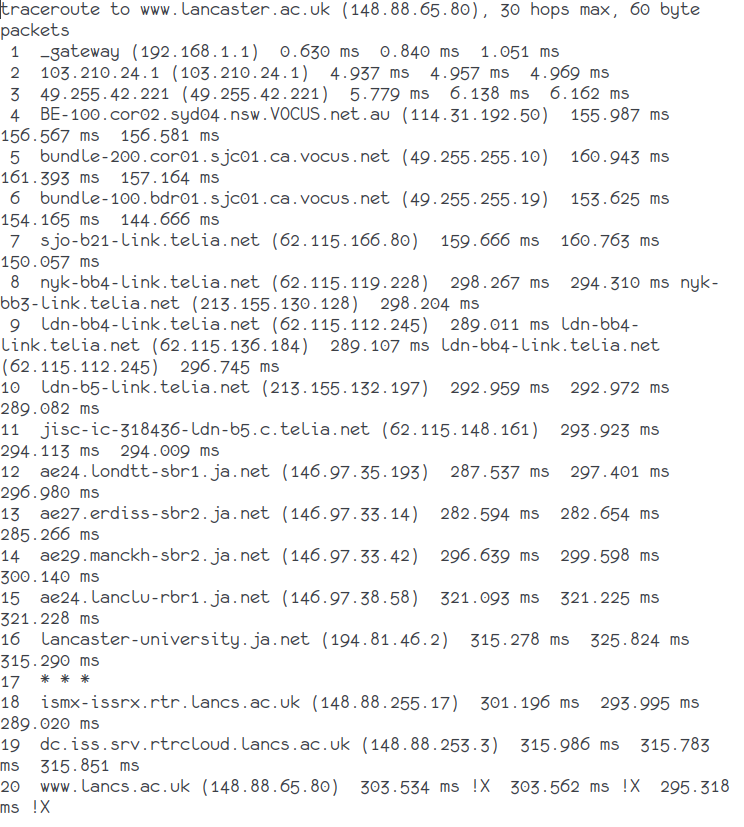 traceroute to www.lancaster.ac.uk (148.88.65.80), 30 hops max, 60 byte
packets
1 _gateway (192.168.1.1) 0.630 ms 0.840 ms 1.051 ms
2 103.210.24.1 (103.210.24.1) 4.937 ms 4.957 ms 4.969 ms
3 49.255.42.221 (49.255.42.221) 5.779 ms 6.138 ms 6.162 ms
4 BE-100.cor02.syd04.nsw.VOCUS.net.au (114.31.192.50) 155.987 ms
156.567 ms 156.581 ms
5 bundle-200.cor01.sjc01.ca.vocus.net (49.255.255.10) 160.943 ms
161.393 ms 157.164 ms
6 bundle-100.bdr01.sjc01.ca.vocus.net (49.255.255.19) 153.625 ms
154.165 ms 144.666 ms
7 sjo-b21-link.telia.net (62.115.166.80) 159.666 ms 160.763 ms
150.057 ms
8 nyk-bb4-link.telia.net (62.115.119.228) 298.267 ms 294.310 ms nyk-
bb3-link.telia.net (213.155.130.128) 298.204 ms
9 ldn-bb4-link.telia.net (62.115.112.245) 289.011 ms ldn-bb4-
link.telia.net (62.115.136.184) 289.107 ms ldn-bb4-link.telia.net
(62.115.112.245) 296.745 ms
10 ldn-b5-link.telia.net (213.155.132.197) 292.959 ms 292.972 ms
289.082 ms
11 jisc-ic-318436-ldn-b5.c.telia.net (62.115.148.161) 293.923 ms
294.113 ms 294.009 ms
12 ae24.londtt-sbr1.ja.net (146.97.35.193) 287.537 ms 297.401 ms
296.980 ms
13 ae27.erdiss-sbr2.ja.net (146.97.33.14) 282.594 ms 282.654 ms
285.266 ms
14 ae29.manckh-sbr2.ja.net (146.97.33.42) 296.639 ms 299.598 ms
300.140 ms
15 ae24.lanclu-rbr1.ja.net (146.97.38.58) 321.093 ms 321.225 ms
321.228 ms
16 lancaster-university.ja.net (194.81.46.2) 315.278 ms 325.824 ms
315.290 ms
17 * * *
18 ismx-issrx.rtr.lancs.ac.uk (148.88.255.17) 301.196 ms 293.995 ms
289.020 ms
19 dc.iss.srv.rtrcloud.lancs.ac.uk (148.88.253.3) 315.986 ms 315.783
ms 315.851 ms
20 www.lancs.ac.uk (148.88.65.80) 303.534 ms !X 303.562 ms !X 295.318
ms !X